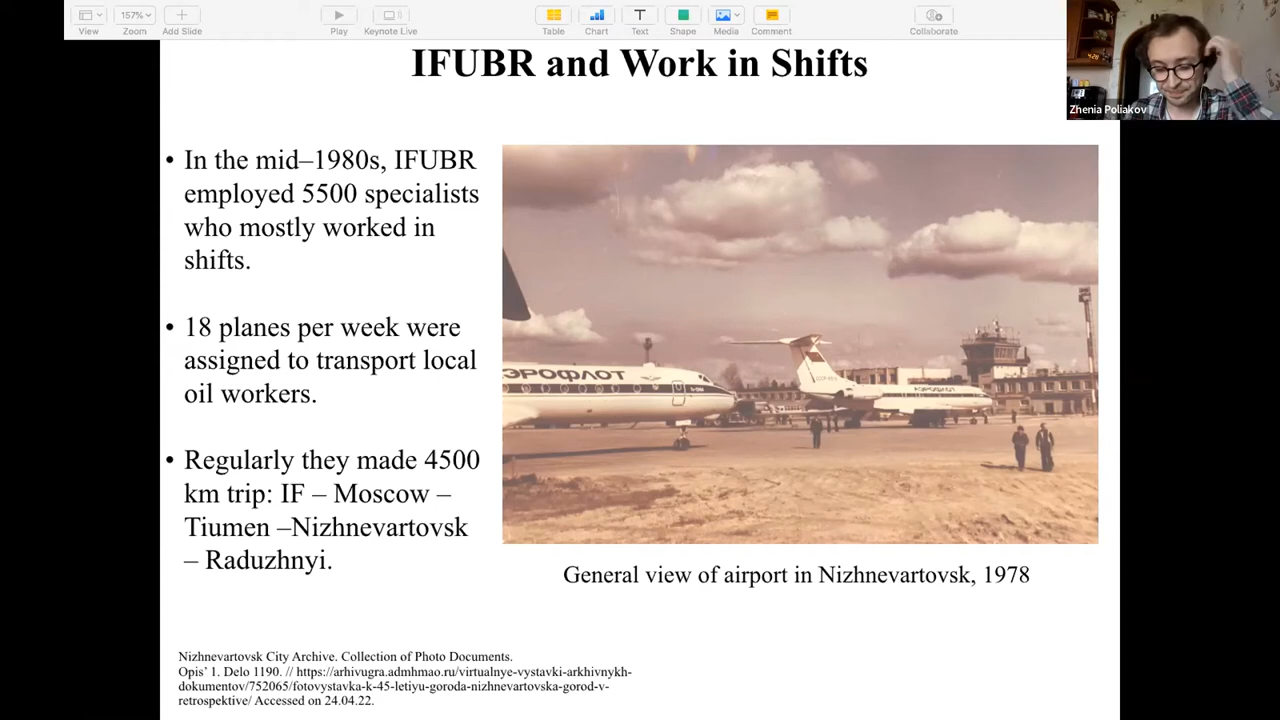 View
157%
Zoom
Add Slide
Play
Keynote Live
Table
Chart
Text
Shape
Media
Comment
Collaborate
Zhenia Poliakov
IFUBR and Work in Shifts
• In the mid–1980s, IFUBR
employed 5500 specialists
who mostly worked in
shifts.
• 18 planes per week were
assigned to transport local
oil workers.
• Regularly they made 4500
km trip: IF – Moscow –
Tiumen –Nizhnevartovsk
– Raduzhnyi.
ЭРОФЛОТ
АЭРОФЛОТ
General view of airport in Nizhnevartovsk, 1978
Nizhnevartovsk City Archive. Collection of Photo Documents.
Opis’ 1. Delo 1190. // https://arhivugra.admhmao.ru/virtualnye-vystavki-arkhivnykh-
dokumentov/752065/fotovystavka-k-45-letiyu-goroda-nizhnevartovska-gorod-v-
retrospektive/ Accessed on 24.04.22.